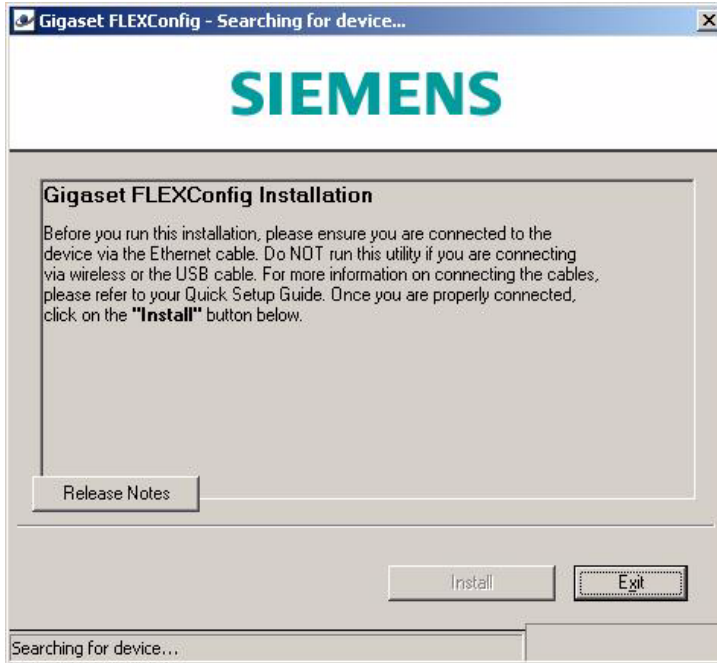 Gigaset FLEXConfig - Searching for device...
SIEMENS
Gigaset FLEXConfig Installation
Before you run this installation, please ensure you are connected to the
device via the Ethernet cable. Do NOT run this utility if you are connecting
via wireless or the USB cable. For more information on connecting the cables,
please refer to your Quick Setup Guide. Once you are properly connected,
click on the "Install" button below.
Release Notes
Install
Exit
Searching for device...